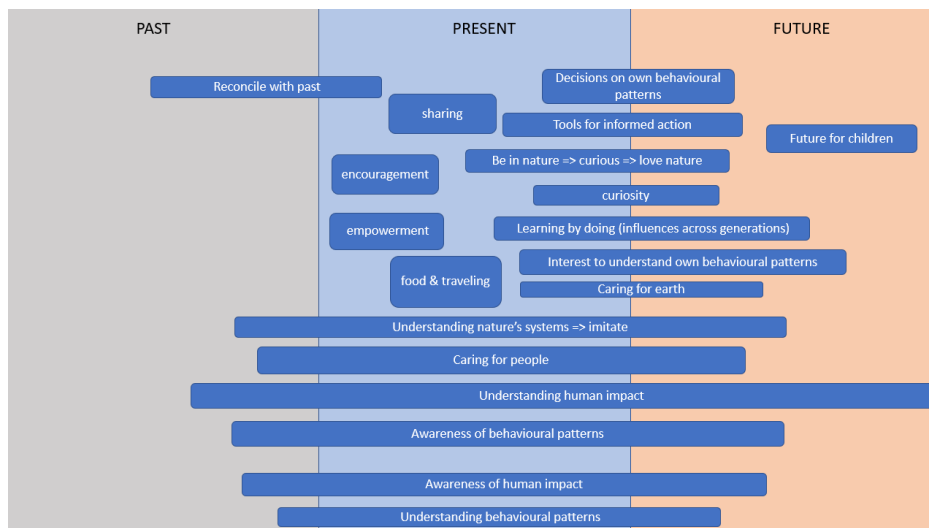 PAST
PRESENT
FUTURE
Reconcile with past
sharing
Decisions on own behavioural
patterns
Tools for informed action
Future for children
encouragement
Be in nature => curious => love nature
curiosity
empowerment
Learning by doing (influences across generations)
food & traveling
Interest to understand own behavioural patterns
Caring for earth
Understanding nature’s systems => imitate
Caring for people
Understanding human impact
Awareness of behavioural patterns
Awareness of human impact
Understanding behavioural patterns